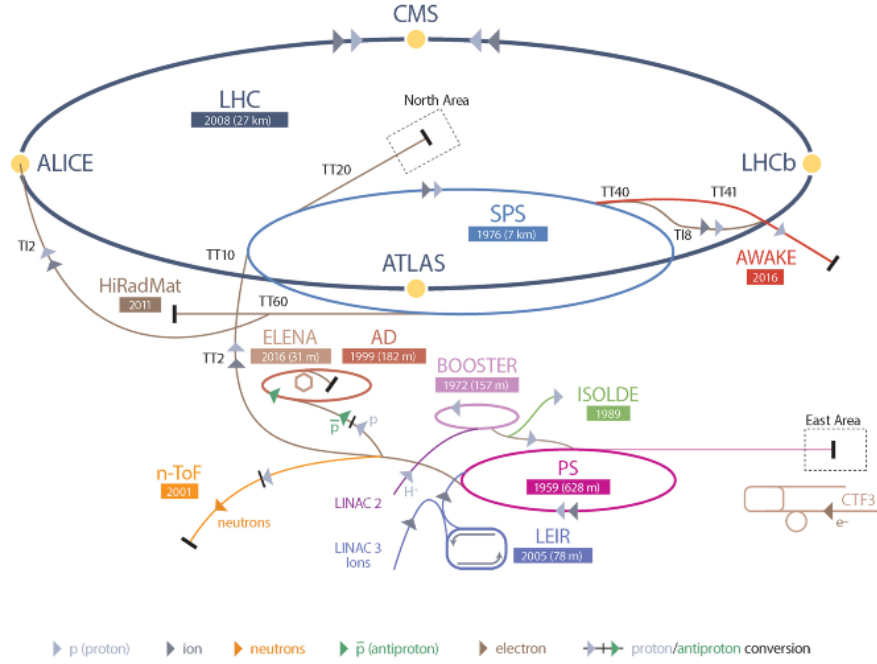 CMS
LHC
2008 (27 km)
North Area
ALICE
LHCb
TT20
TT40
TT41
SPS
1976 (7 km)
TI2
TI8
TT10
ATLAS
AWAKE
2016
HiRadMat
2011
TT60
ELENA
2016 (31 m)
AD
1999 (182 m)
TT2
BOOSTER
1972 (157 m)
ISOLDE
1989
p̅
p
East Area
n-ToF
2001
PS
1959 (628 m)
LINAC 2
H⁺
neutrons
CTF3
e-
LEIR
2005 (78 m)
LINAC 3
Ions
p (proton)
ion
neutrons
p̅ (antiproton)
electron
proton/antiproton conversion